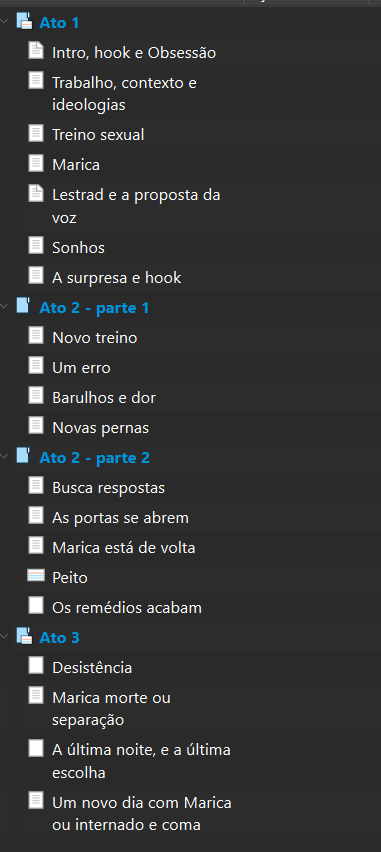 Ato 1
Intro, hook e Obsessão
Trabalho, contexto e
ideologias
Treino sexual
Marica
Lestrad e a proposta da
voz
Sonhos
A surpresa e hook
Ato 2 - parte 1
Novo treino
Um erro
Barulhos e dor
Novas pernas
Ato 2 - parte 2
Busca respostas
As portas se abrem
Marica está de volta
Peito
Os remédios acabam
Ato 3
Desistência
Marica morte ou
separação
A última noite, e a última
escolha
Um novo dia com Marica
ou internado e coma